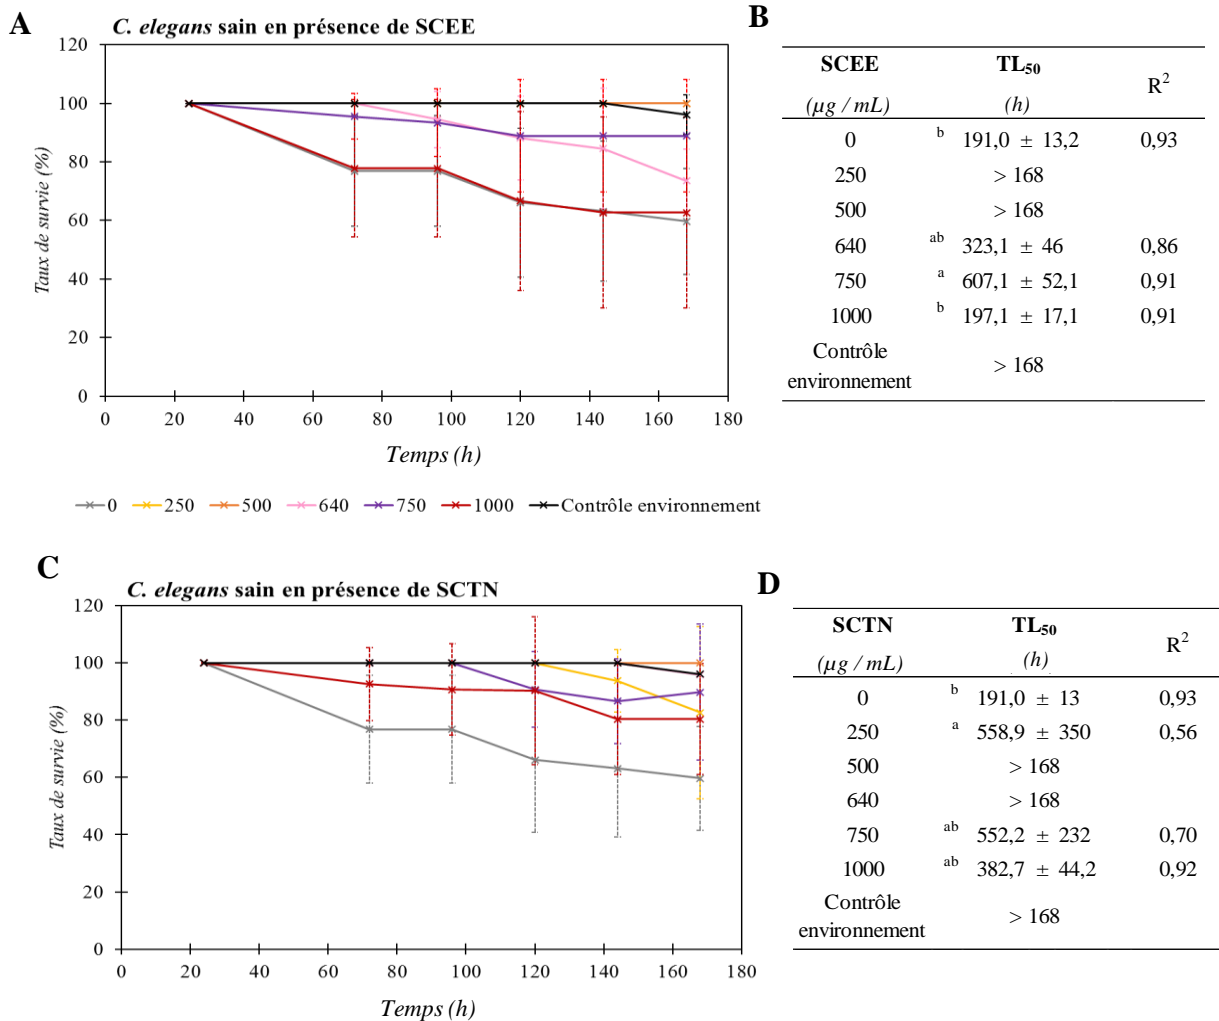 A
C. elegans sain en présence de SCEE
120
100
80
60
40
20
0
Taux de survie (%)
0 20 40 60 80 100 120 140 160 180
Temps (h)
0 250 500 640 750 1000 Contrôle environnement
B
SCEE TL50 R2
(µg / mL) (h)
0 b 191,0 ± 13,2 0,93
250 > 168
500 > 168
640 ab 323,1 ± 46 0,86
750 a 607,1 ± 52,1 0,91
1000 b 197,1 ± 17,1 0,91
Contrôle
environnement > 168
C
C. elegans sain en présence de SCTN
120
100
80
60
40
20
0
Taux de survie (%)
0 20 40 60 80 100 120 140 160 180
Temps (h)
D
SCTN TL50 R2
(µg / mL) (h)
0 b 191,0 ± 13 0,93
250 a 558,9 ± 350 0,56
500 > 168
640 > 168
750 ab 552,2 ± 232 0,70
1000 ab 382,7 ± 44,2 0,92
Contrôle
environnement > 168